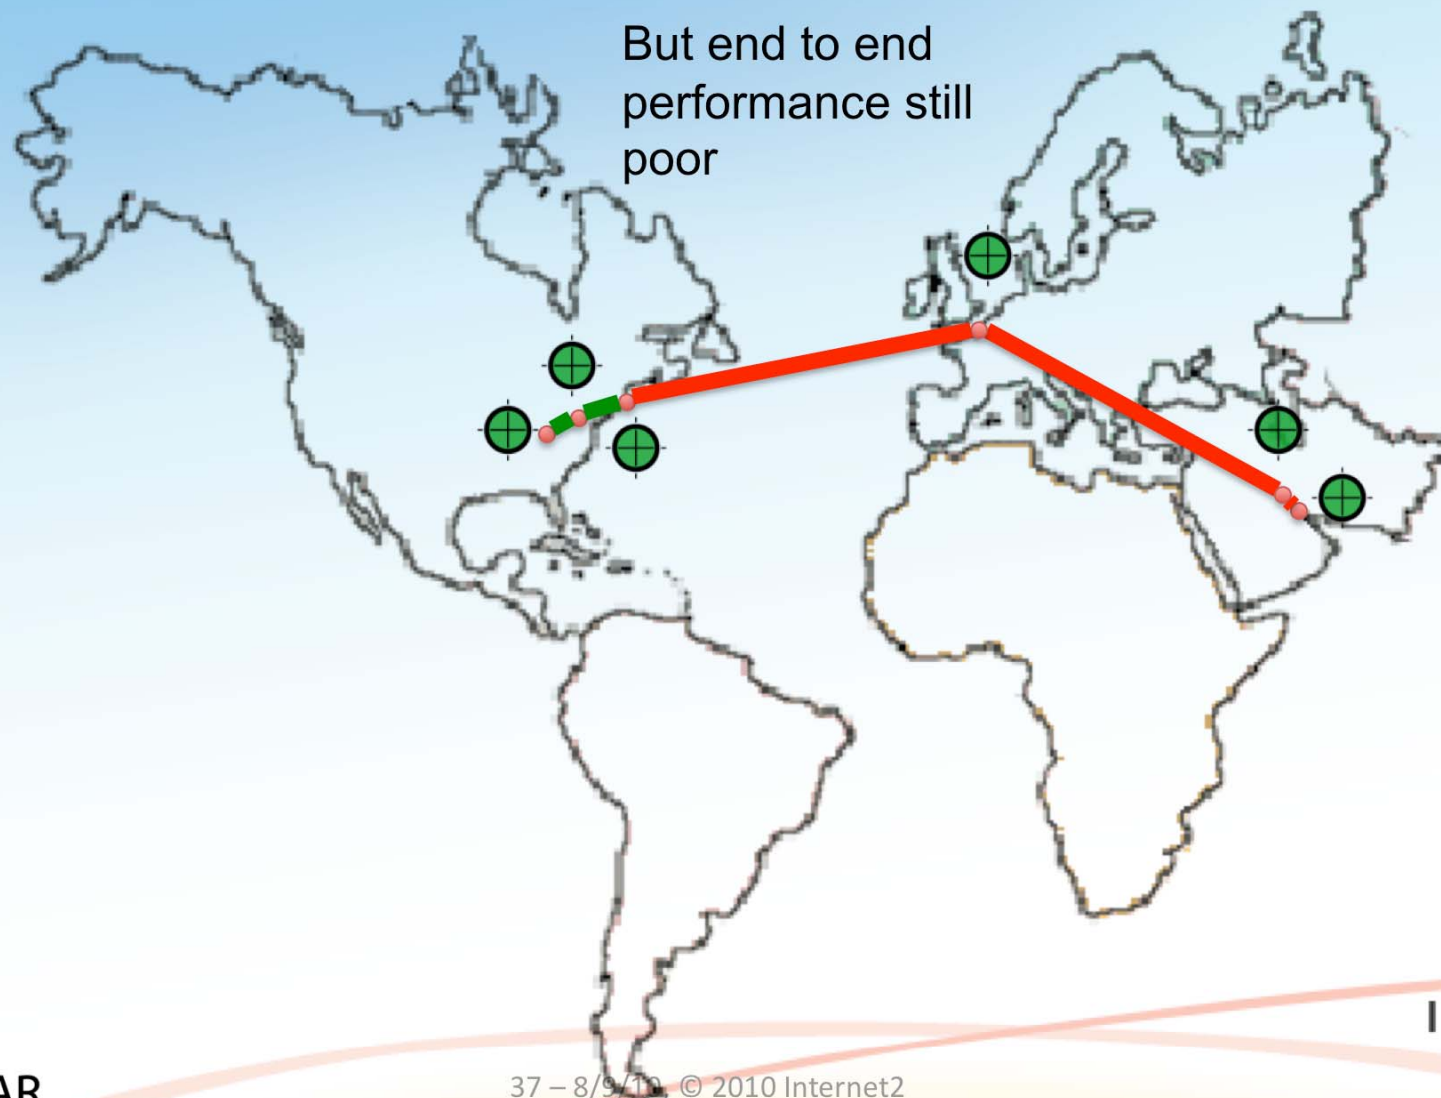 But end to end
performance still
poor
AR
37 – 8/9/10 © 2010 Internet2